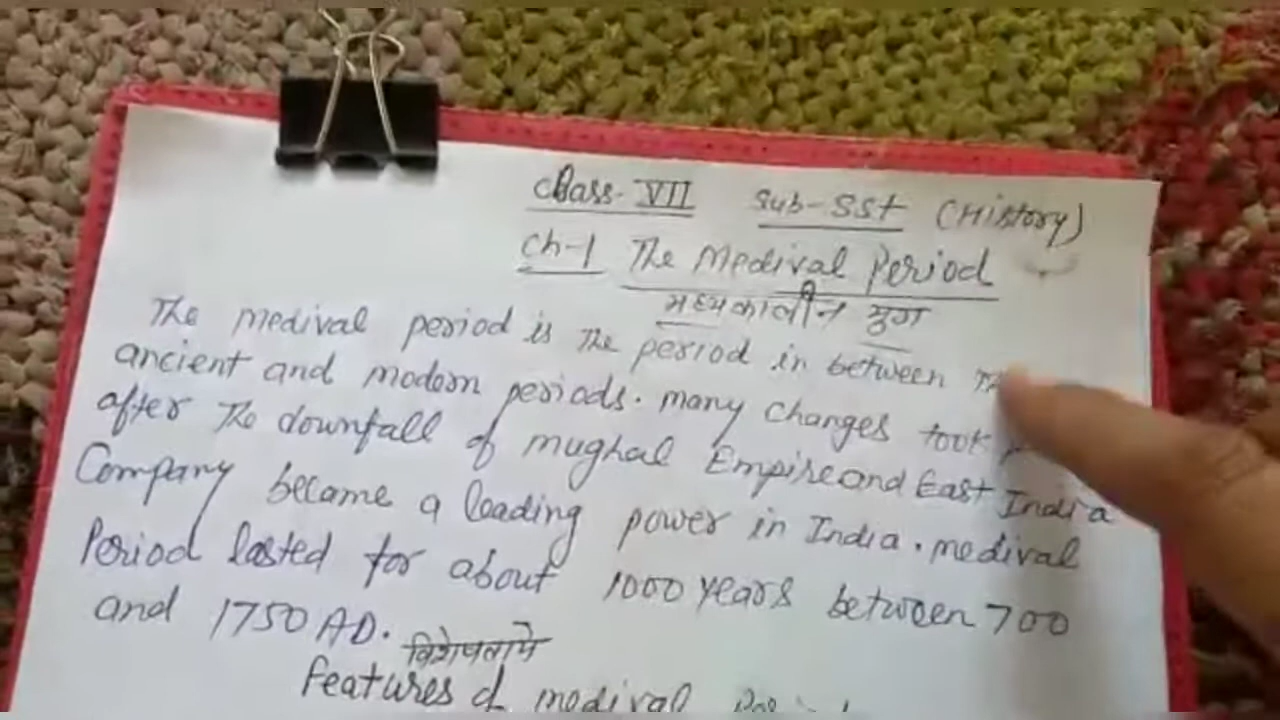 Class-VII Sub-SSt (History)
Ch-1 The Medival Period
मध्यकालीन युग
The medival period is the period in between
ancient and modern periods. many changes took
after the downfall of mughal Empire and East India
Company became a leading power in India. medival
Period lasted for about 1000 years between 700
and 1750 AD.
विशेषतायें
features of medival